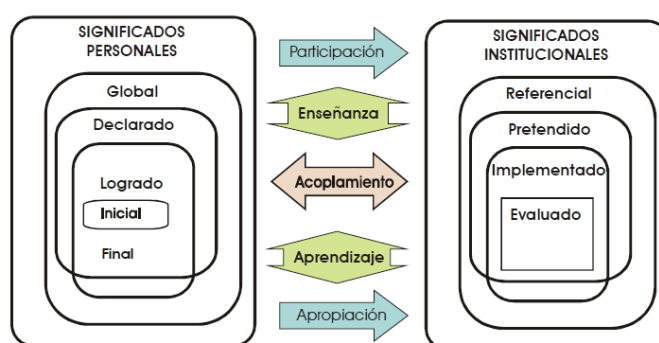 SIGNIFICADOS
PERSONALES
Global
Declarado
Logrado
Inicial
Final
Participación
Enseñanza
Acoplamiento
Aprendizaje
Apropiación
SIGNIFICADOS
INSTITUCIONALES
Referencial
Pretendido
Implementado
Evaluado